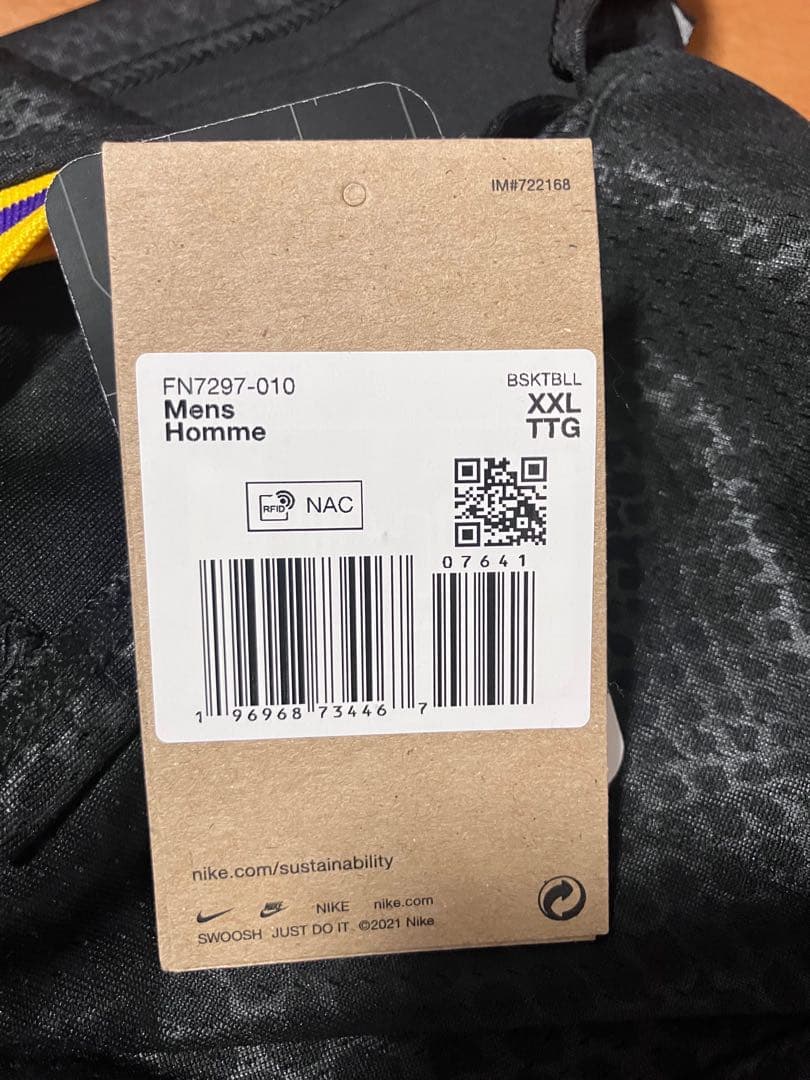 IM#722168
FN7297-010
Mens
Homme
BSKTBLL
XXL
TTG
RFID NAC
07641
1 96968 73446 7
nike.com/sustainability
NIKE NIKE nike.com
SWOOSH JUST DO IT ©2021 Nike